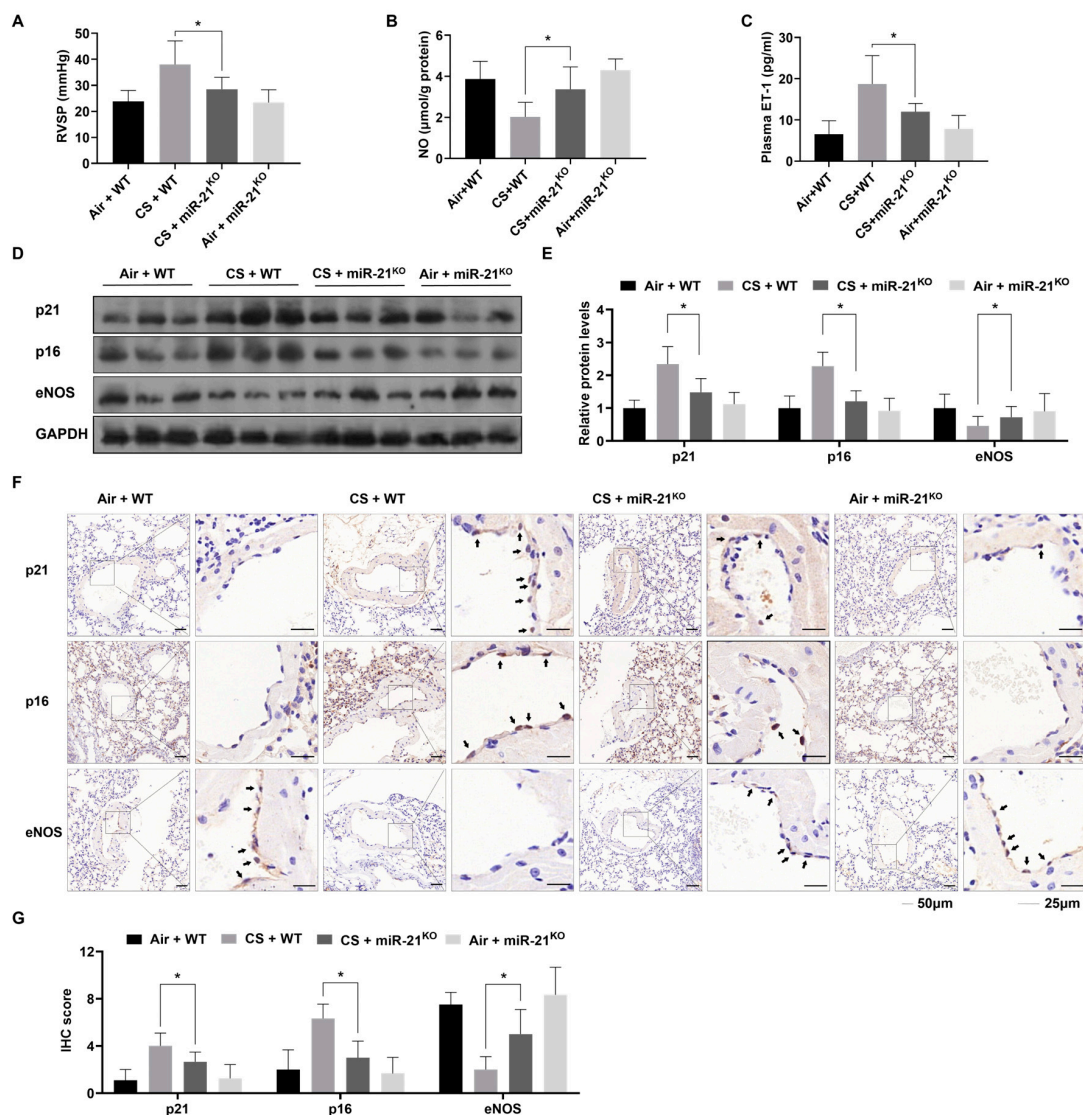 A
RVSP (mmHg)
50
40
30
20
10
0
*
Air + WT
CS + WT
CS + miR-21KO
Air + miR-21KO
B
NO (μmol/g protein)
6
4
2
0
*
Air+WT
CS+WT
CS+miR-21KO
Air+miR-21KO
C
Plasma ET-1 (pg/ml)
30
20
10
0
*
Air+WT
CS+WT
CS+miR-21KO
Air+miR-21KO
D
Air + WT CS + WT CS + miR-21KO Air + miR-21KO
p21
p16
eNOS
GAPDH
E
Air + WT CS + WT CS + miR-21KO Air + miR-21KO
Relative protein levels
4
3
2
1
0
* * *
p21 p16 eNOS
F
Air + WT CS + WT CS + miR-21KO Air + miR-21KO
p21
p16
eNOS
50μm 25μm
G
Air + WT CS + WT CS + miR-21KO Air + miR-21KO
IHC score
12
8
4
0
* * *
p21 p16 eNOS